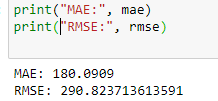 print("MAE:", mae)
print("RMSE:", rmse)
MAE: 180.0909
RMSE: 290.823713613591